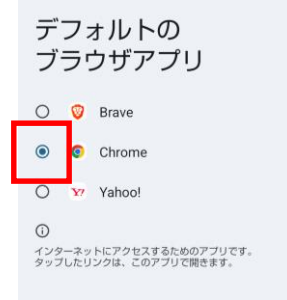 デフォルトの
ブラウザアプリ
Brave
Chrome
Yahoo!
インターネットにアクセスするためのアプリです。
タップしたリンクは、このアプリで開きます。